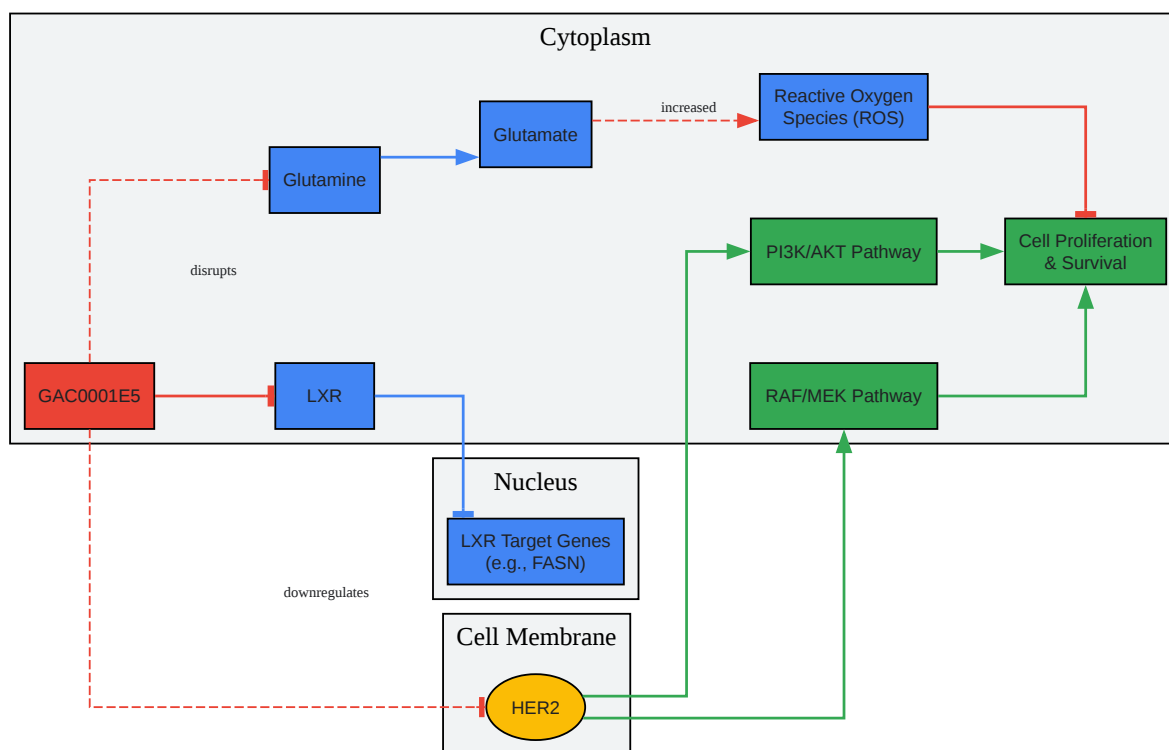 Cytoplasm
Reactive Oxygen
Species (ROS)
increased
Glutamate
Glutamine
disrupts
PI3K/AKT Pathway
Cell Proliferation
& Survival
GAC0001E5
LXR
RAF/MEK Pathway
Nucleus
LXR Target Genes
(e.g., FASN)
downregulates
Cell Membrane
HER2